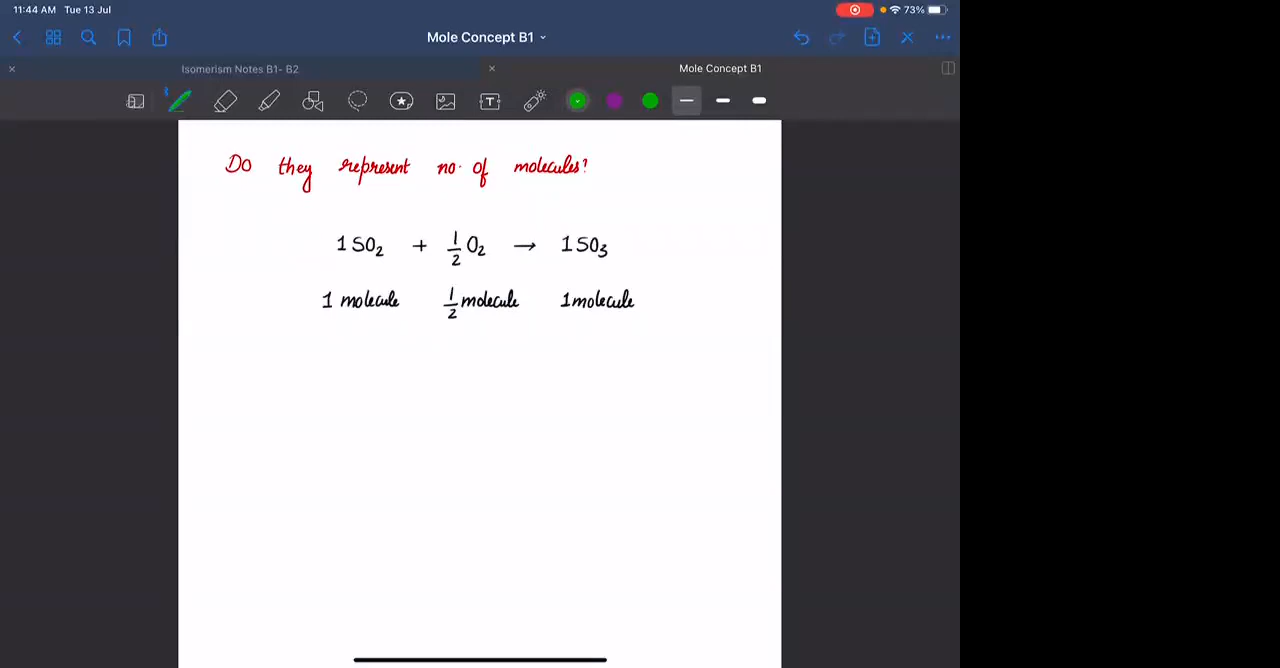 11:44 AM Tue 13 Jul 73%
Mole Concept B1
Isomerism Notes B1- B2 Mole Concept B1
Do they represent no. of molecules?
1 SO₂ + 1/2 O₂ → 1 SO₃
1 molecule 1/2 molecule 1 molecule